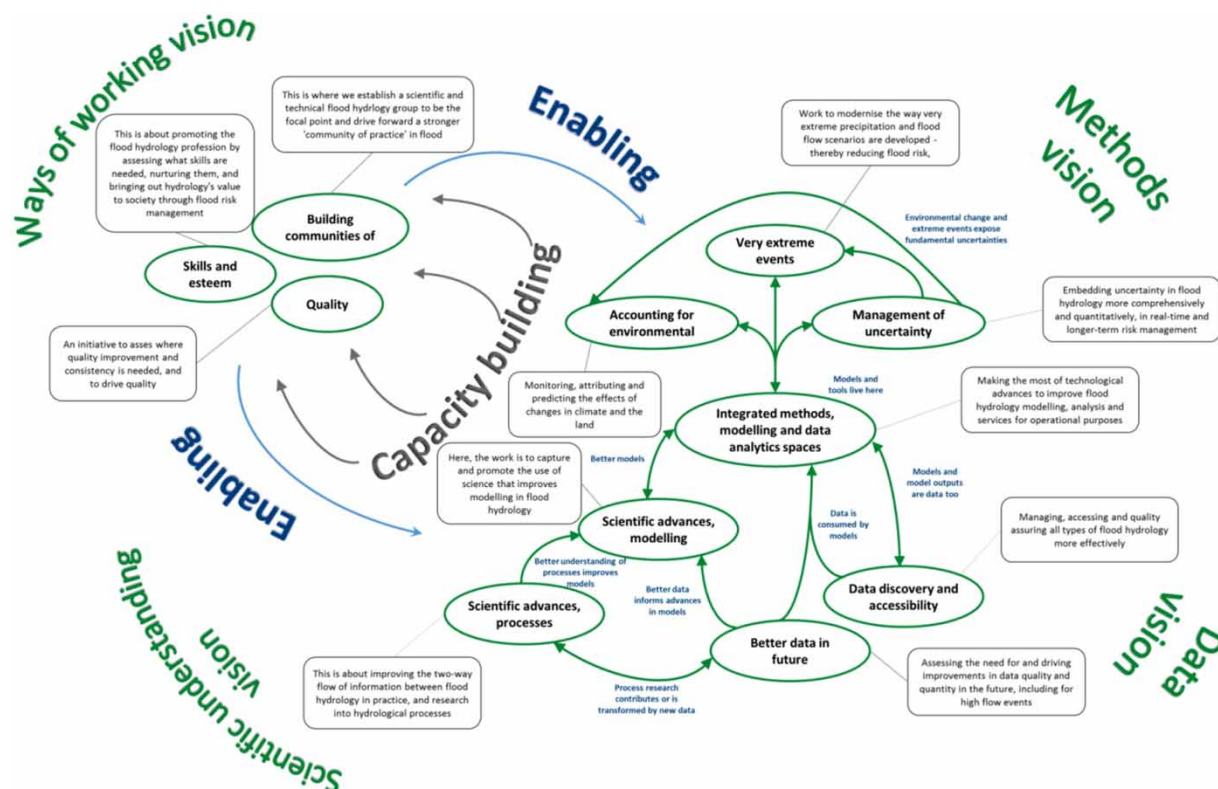 Ways of working vision
This is where we establish a scientific and
technical flood hydrlogy group to be the
focal point and drive forward a stronger
'community of practice' in flood
This is about promoting the
flood hydrology profession by
assessing what skills are
needed, nurturing them, and
bringing out hydrology's value
to society through flood risk
management
Building
communities of
Skills and
esteem
Quality
An initiative to asses where
quality improvement and
consistency is needed, and
to drive quality
Enabling
Capacity building
Enabling
Methods
vision
Work to modernise the way very
extreme precipitation and flood
flow scenarios are developed -
thereby reducing flood risk,
Environmental change and
extreme events expose
fundamental uncertainties
Very extreme
events
Accounting for
environmental
Management of
uncertainty
Embedding uncertainty in flood
hydrology more comprehensively
and quantitatively, in real-time and
longer-term risk management
Monitoring, attributing and
predicting the effects of
changes in climate and the
land
Models and
tools live here
Integrated methods,
modelling and data
analytics spaces
Making the most of technological
advances to improve flood
hydrology modelling, analysis and
services for operational purposes
Better models
Here, the work is to capture
and promote the use of
science that improves
modelling in flood
hydrology
Models and
model outputs
are data too
Scientific advances,
modelling
Data is
consumed by
models
Managing, accessing and quality
assuring all types of flood hydrology
more effectively
Better understanding of
processes improves
models
Better data
informs advances
in models
Data discovery and
accessibility
Scientific advances,
processes
Better data in
future
Data
vision
This is about improving the two-way
flow of information between flood
hydrology in practice, and research
into hydrological processes
Process research
contributes or is
transformed by new data
Assessing the need for and driving
improvements in data quality and
quantity in the future, including for
high flow events
Scientific understanding
vision